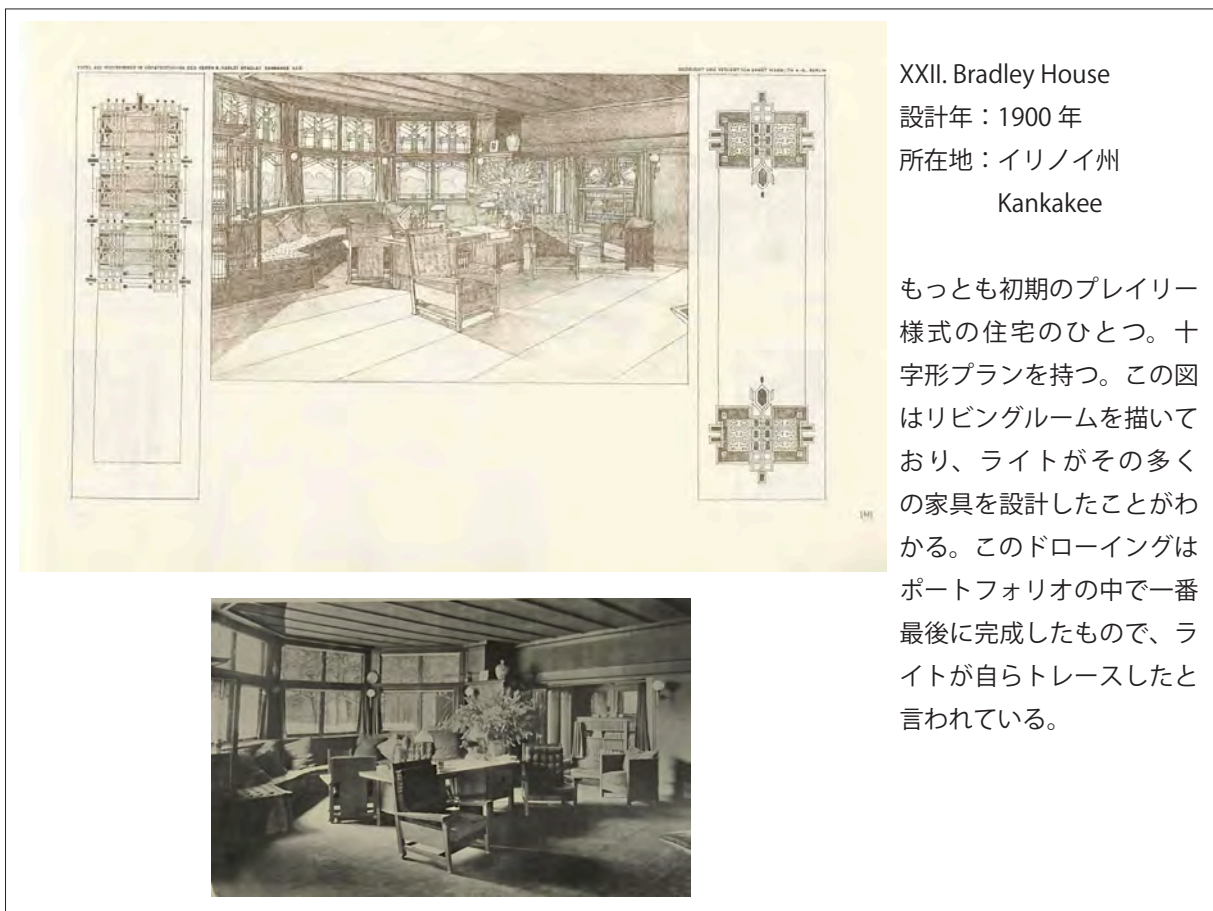 XXII. Bradley House
設計年：1900 年
所在地：イリノイ州
Kankakee
もっとも初期のプレイリー
様式の住宅のひとつ。十
字形プランを持つ。この図
はリビングルームを描いて
おり、ライトがその多く
の家具を設計したことがわ
かる。このドローイングは
ポートフォリオの中で一番
最後に完成したもので、ラ
イトが自らトレースしたと
言われている。